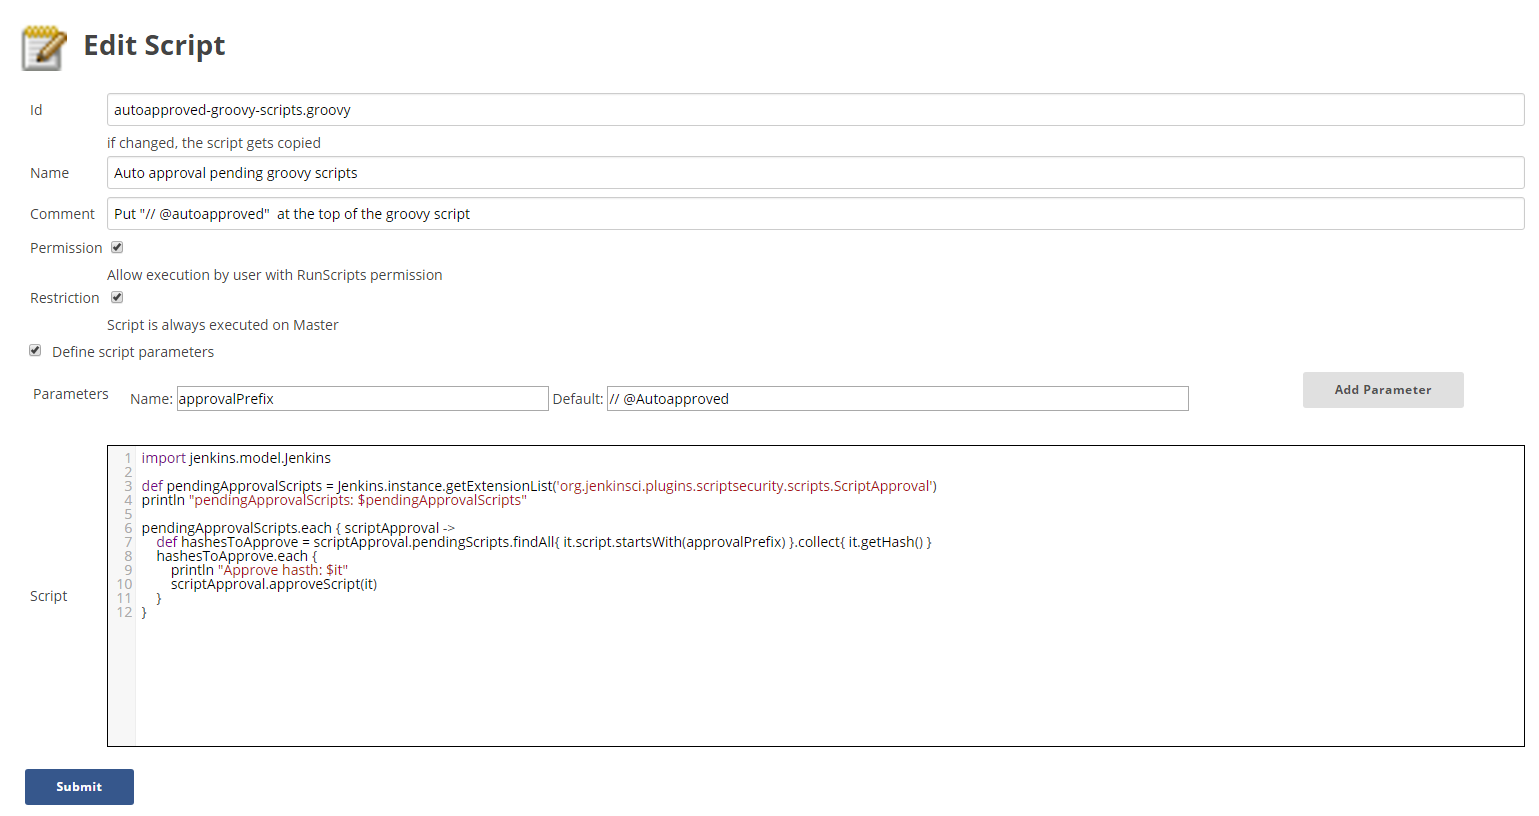 Edit Script
Id autoapproved-groovy-scripts.groovy
if changed, the script gets copied
Name Auto approval pending groovy scripts
Comment Put "// @autoapproved"  at the top of the groovy script
Permission
Allow execution by user with RunScripts permission
Restriction
Script is always executed on Master
Define script parameters
Parameters Name: approvalPrefix Default: // @Autoapproved Add Parameter
Script
1 import jenkins.model.Jenkins
2
3 def pendingApprovalScripts = Jenkins.instance.getExtensionList('org.jenkinsci.plugins.scriptsecurity.scripts.ScriptApproval')
4 println "pendingApprovalScripts: $pendingApprovalScripts"
5
6 pendingApprovalScripts.each { scriptApproval ->
7     def hashesToApprove = scriptApproval.pendingScripts.findAll{ it.script.startsWith(approvalPrefix) }.collect{ it.getHash() }
8     hashesToApprove.each {
9         println "Approve hasth: $it"
10         scriptApproval.approveScript(it)
11     }
12 }
Submit